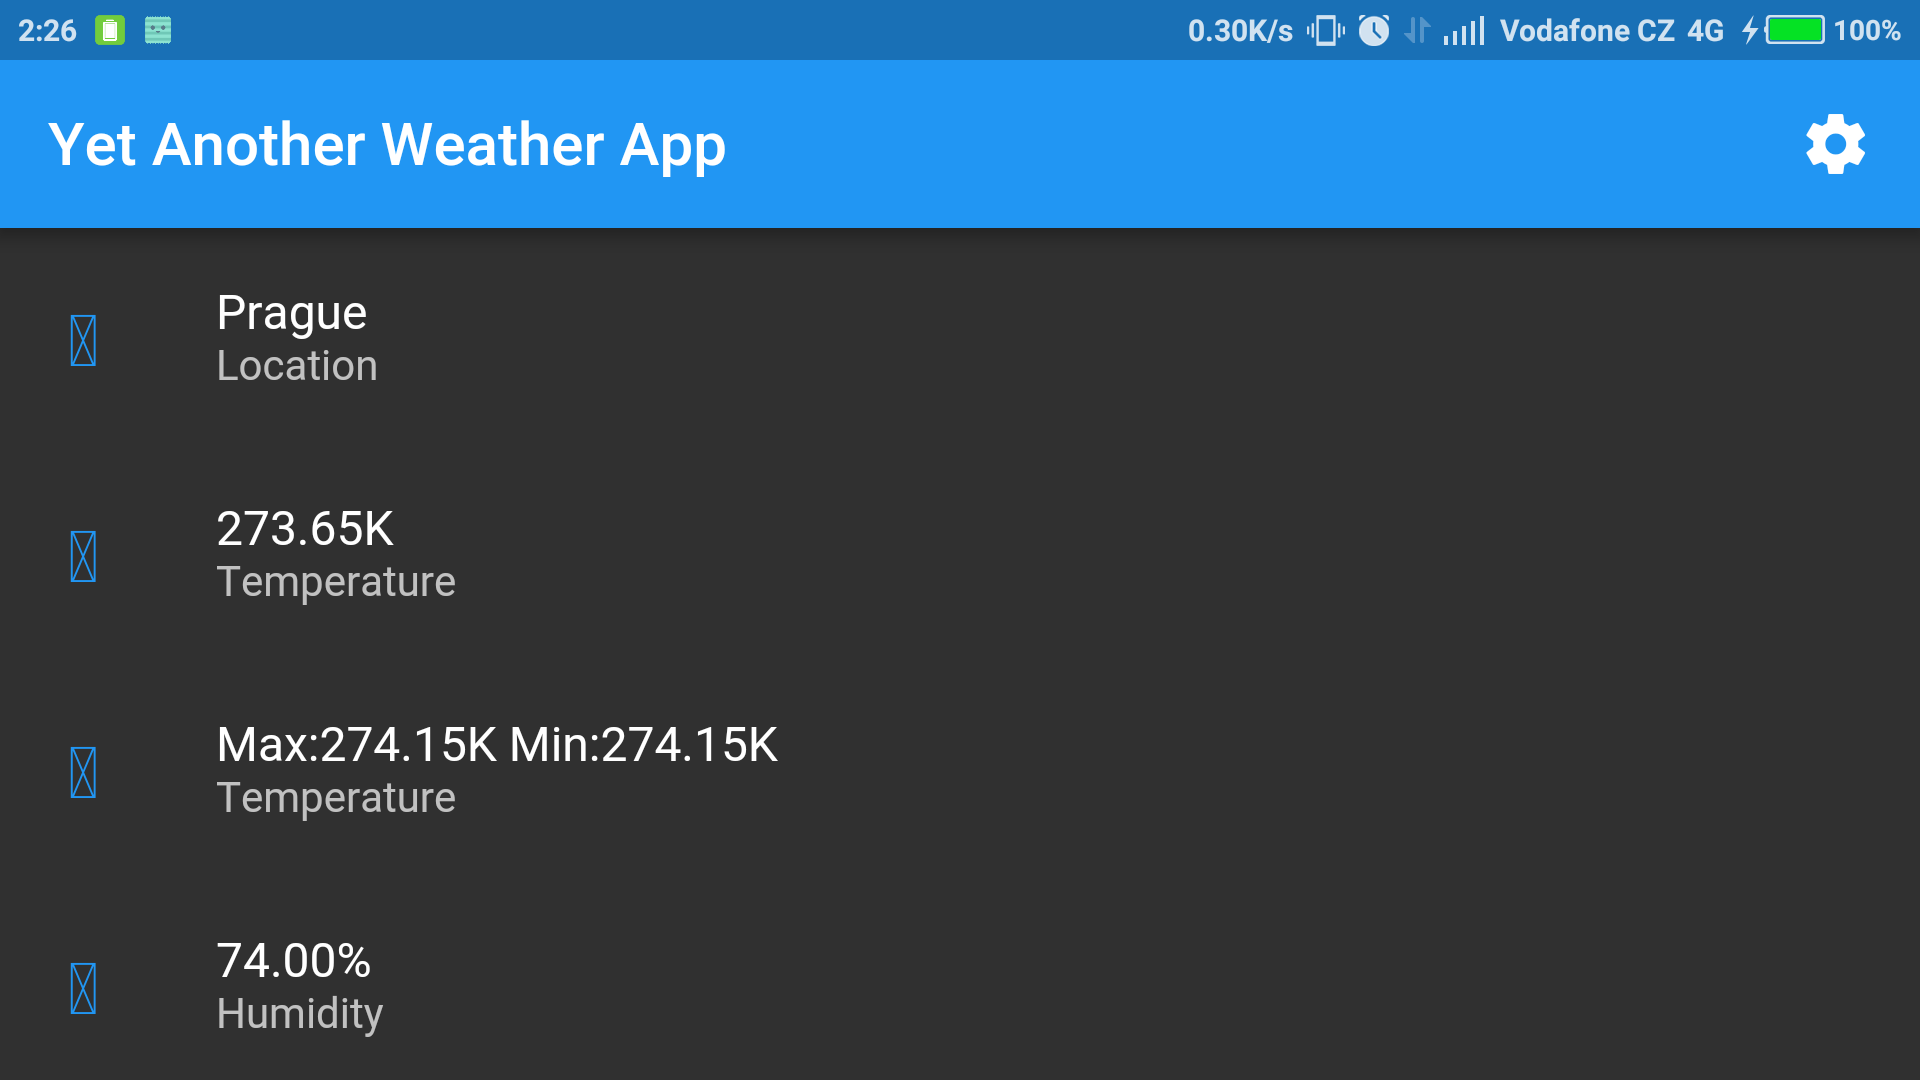 2:26 0.30K/s Vodafone CZ 4G 100%
Yet Another Weather App
Prague
Location
273.65K
Temperature
Max:274.15K Min:274.15K
Temperature
74.00%
Humidity